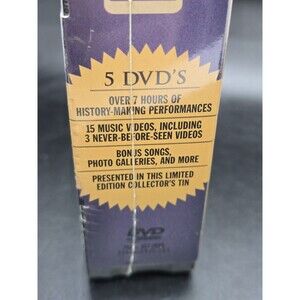 5 DVD'S
OVER 7 HOURS OF
HISTORY-MAKING PERFORMANCES
15 MUSIC VIDEOS, INCLUDING
3 NEVER-BEFORE-SEEN VIDEOS
BONUS SONGS,
PHOTO GALLERIES, AND MORE
PRESENTED IN THIS LIMITED
EDITION COLLECTOR'S TIN
DVD